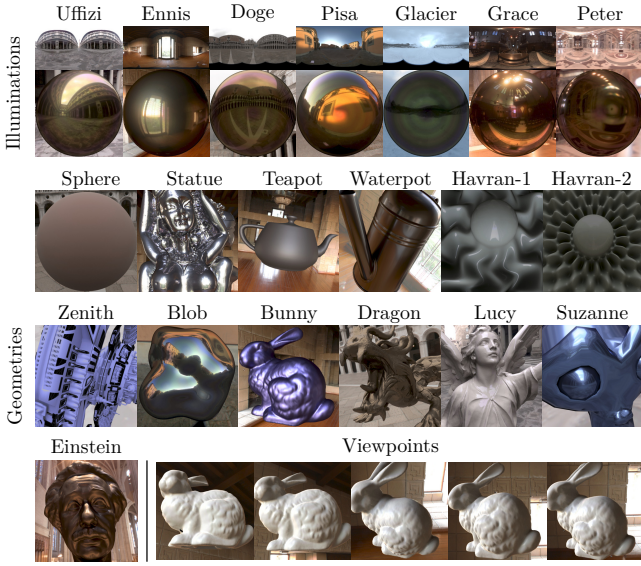 Uffizi Ennis Doge Pisa Glacier Grace Peter
Illuminations
Sphere Statue Teapot Waterpot Havran-1 Havran-2
Zenith Blob Bunny Dragon Lucy Suzanne
Geometries
Einstein Viewpoints